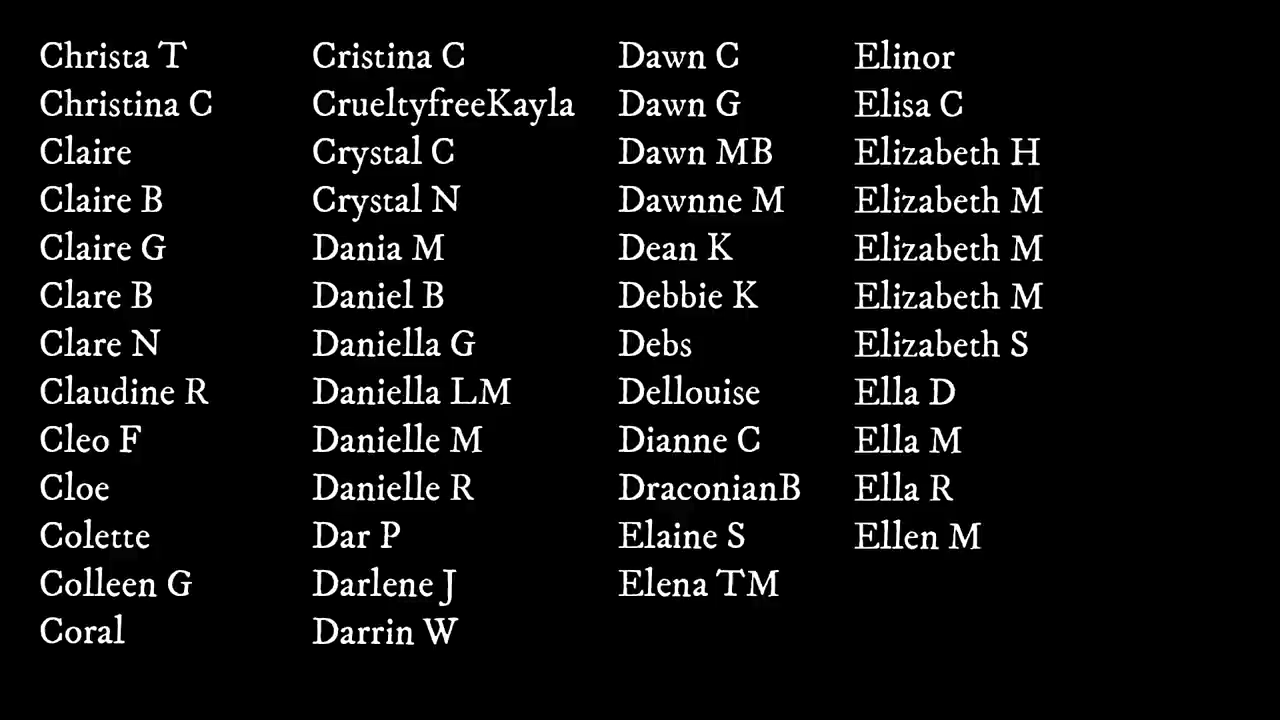 Christa T
Christina C
Claire
Claire B
Claire G
Clare B
Clare N
Claudine R
Cleo F
Cloe
Colette
Colleen G
Coral
Cristina C
CrueltyfreeKayla
Crystal C
Crystal N
Dania M
Daniel B
Daniella G
Daniella LM
Danielle M
Danielle R
Dar P
Darlene J
Darrin W
Dawn C
Dawn G
Dawn MB
Dawnne M
Dean K
Debbie K
Debs
Dellouise
Dianne C
DraconianB
Elaine S
Elena TM
Elinor
Elisa C
Elizabeth H
Elizabeth M
Elizabeth M
Elizabeth M
Elizabeth S
Ella D
Ella M
Ella R
Ellen M